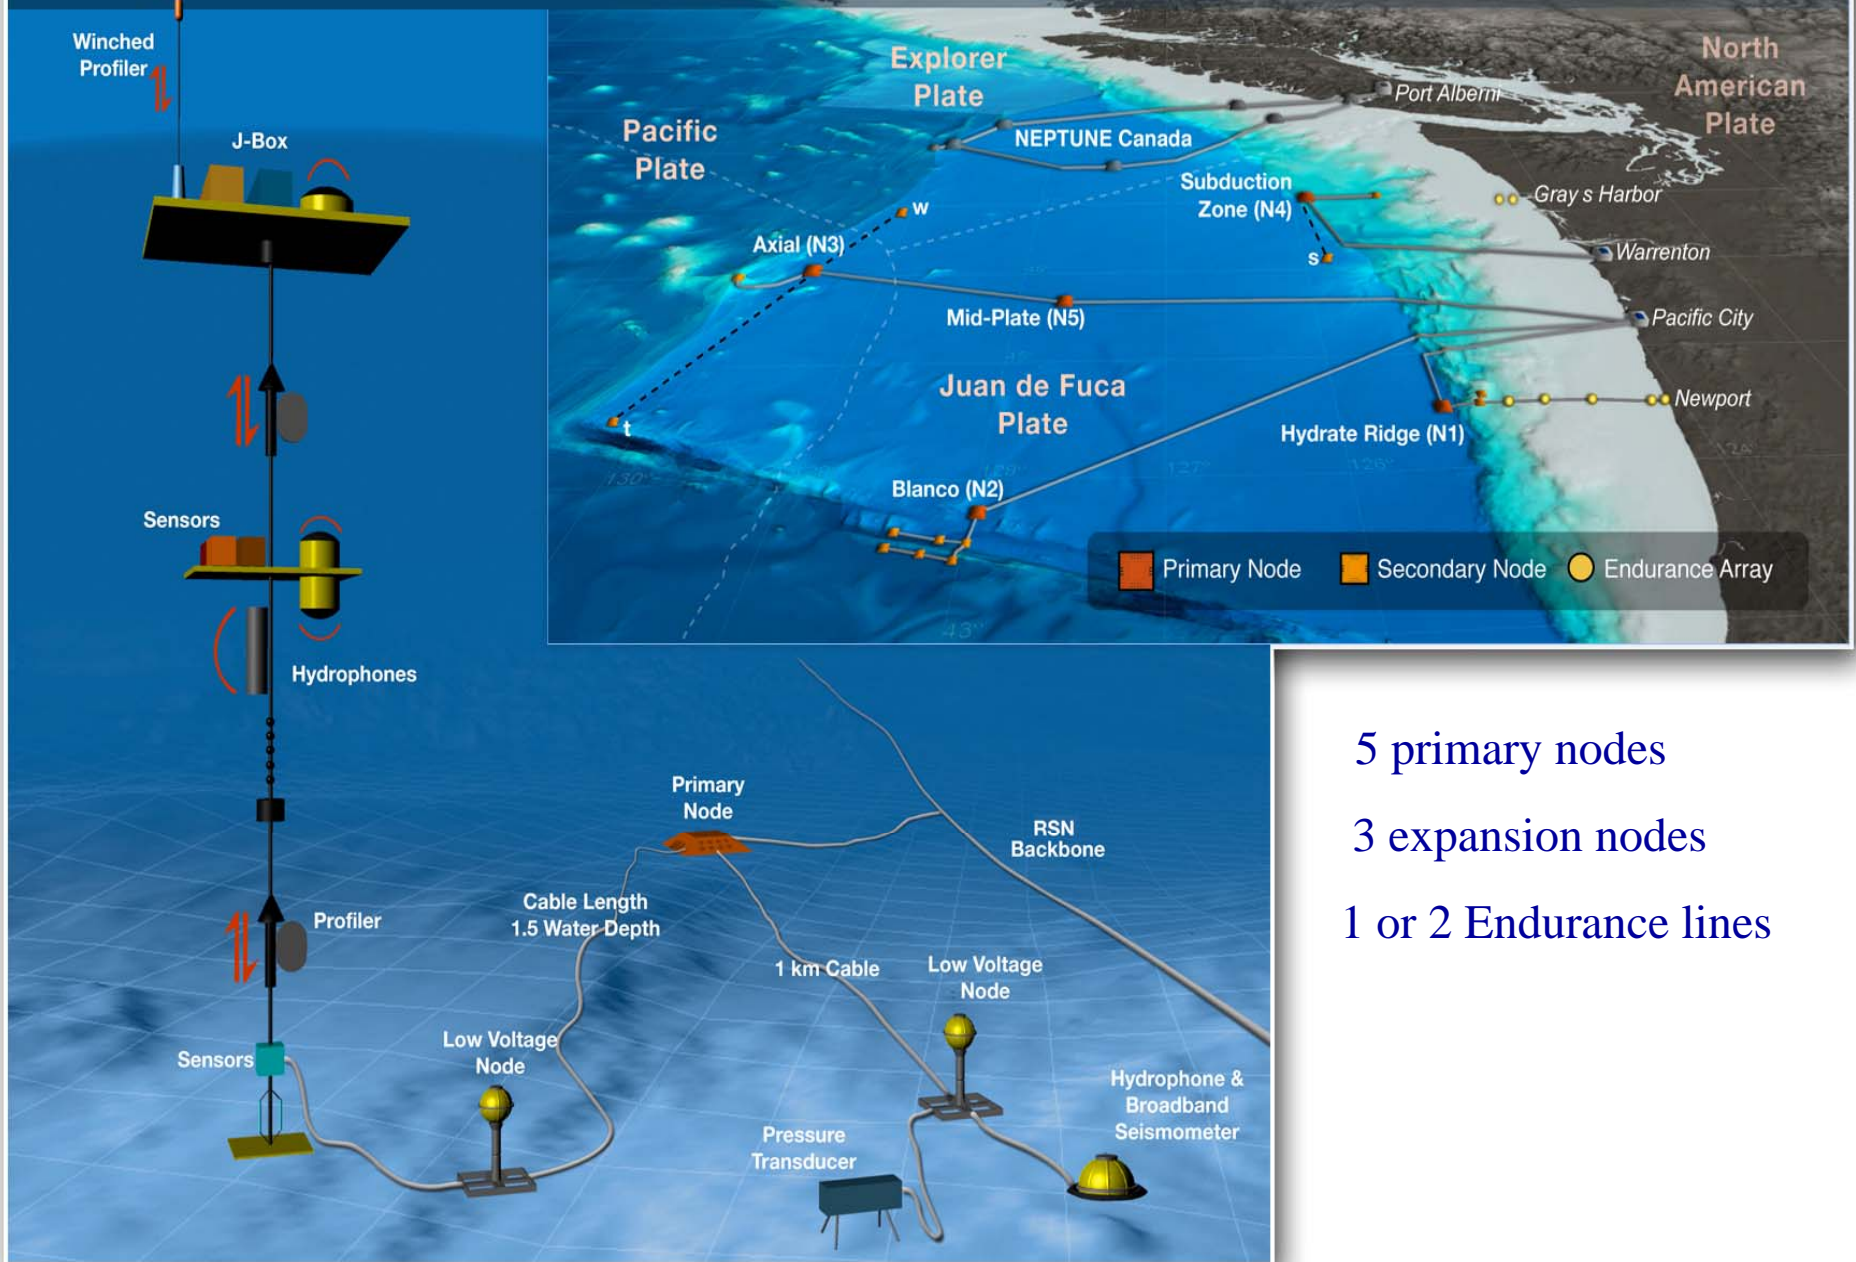 Winched
Profiler
J-Box
Sensors
Hydrophones
Profiler
Sensors
Low Voltage
Node
Cable Length
1.5 Water Depth
Primary
Node
1 km Cable
RSN
Backbone
Low Voltage
Node
Pressure
Transducer
Hydrophone &
Broadband
Seismometer
Explorer
Plate
Pacific
Plate
North
American
Plate
Port Alberni
NEPTUNE Canada
Subduction
Zone (N4)
Gray s Harbor
w
Axial (N3)
s
Warrenton
Mid-Plate (N5)
Pacific City
Juan de Fuca
Plate
Newport
t
Hydrate Ridge (N1)
130°
127°
126°
Blanco (N2)
Primary Node
Secondary Node
Endurance Array
43°
5 primary nodes
3 expansion nodes
1 or 2 Endurance lines